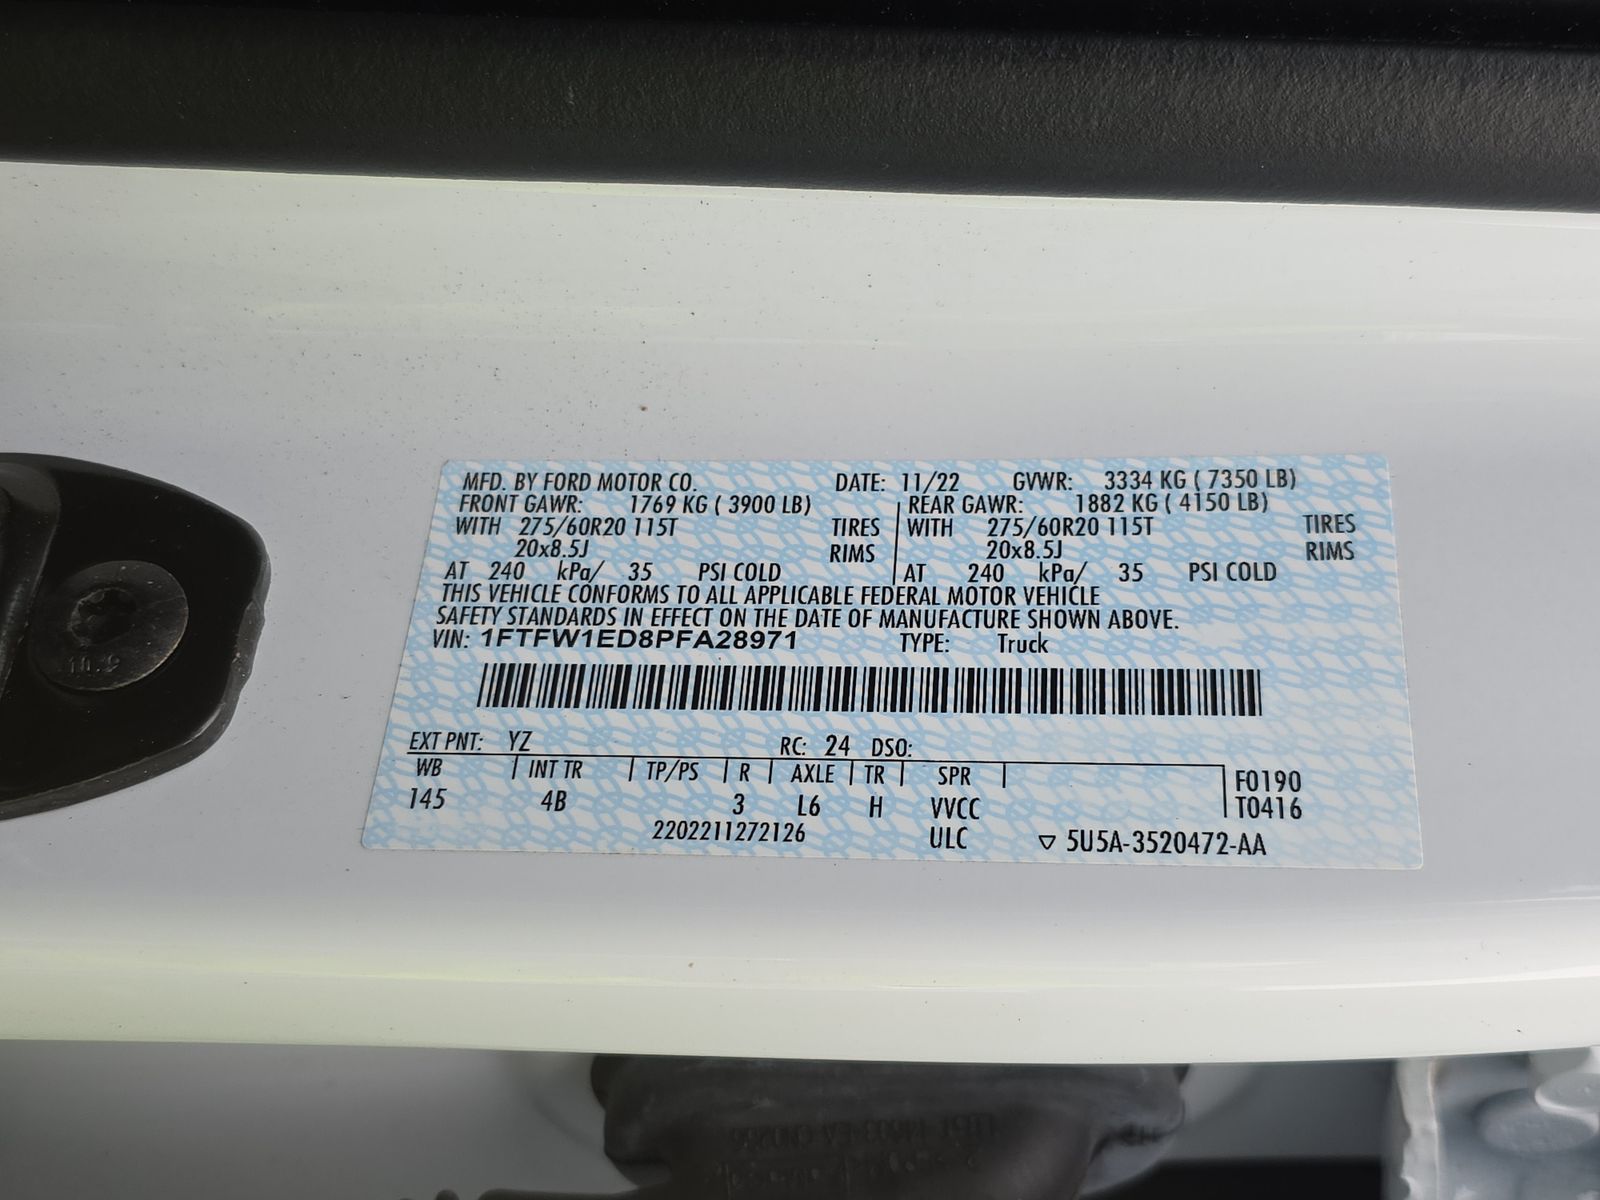 MFD. BY FORD MOTOR CO. DATE: 11/22 GVWR: 3334 KG ( 7350 LB)
FRONT GAWR: 1769 KG ( 3900 LB) REAR GAWR: 1882 KG ( 4150 LB)
WITH 275/60R20 115T TIRES WITH 275/60R20 115T TIRES
20x8.5J RIMS 20x8.5J RIMS
AT 240 kPa/ 35 PSI COLD AT 240 kPa/ 35 PSI COLD
THIS VEHICLE CONFORMS TO ALL APPLICABLE FEDERAL MOTOR VEHICLE
SAFETY STANDARDS IN EFFECT ON THE DATE OF MANUFACTURE SHOWN ABOVE.
VIN: 1FTFW1ED8PFA28971 TYPE: Truck
EXT PNT: YZ RC: 24 DSO:
WB INT TR TP/PS R AXLE TR SPR F0190
145 4B 3 L6 H VVCC T0416
2202211272126 ULC ▽ 5U5A-3520472-AA
10.9